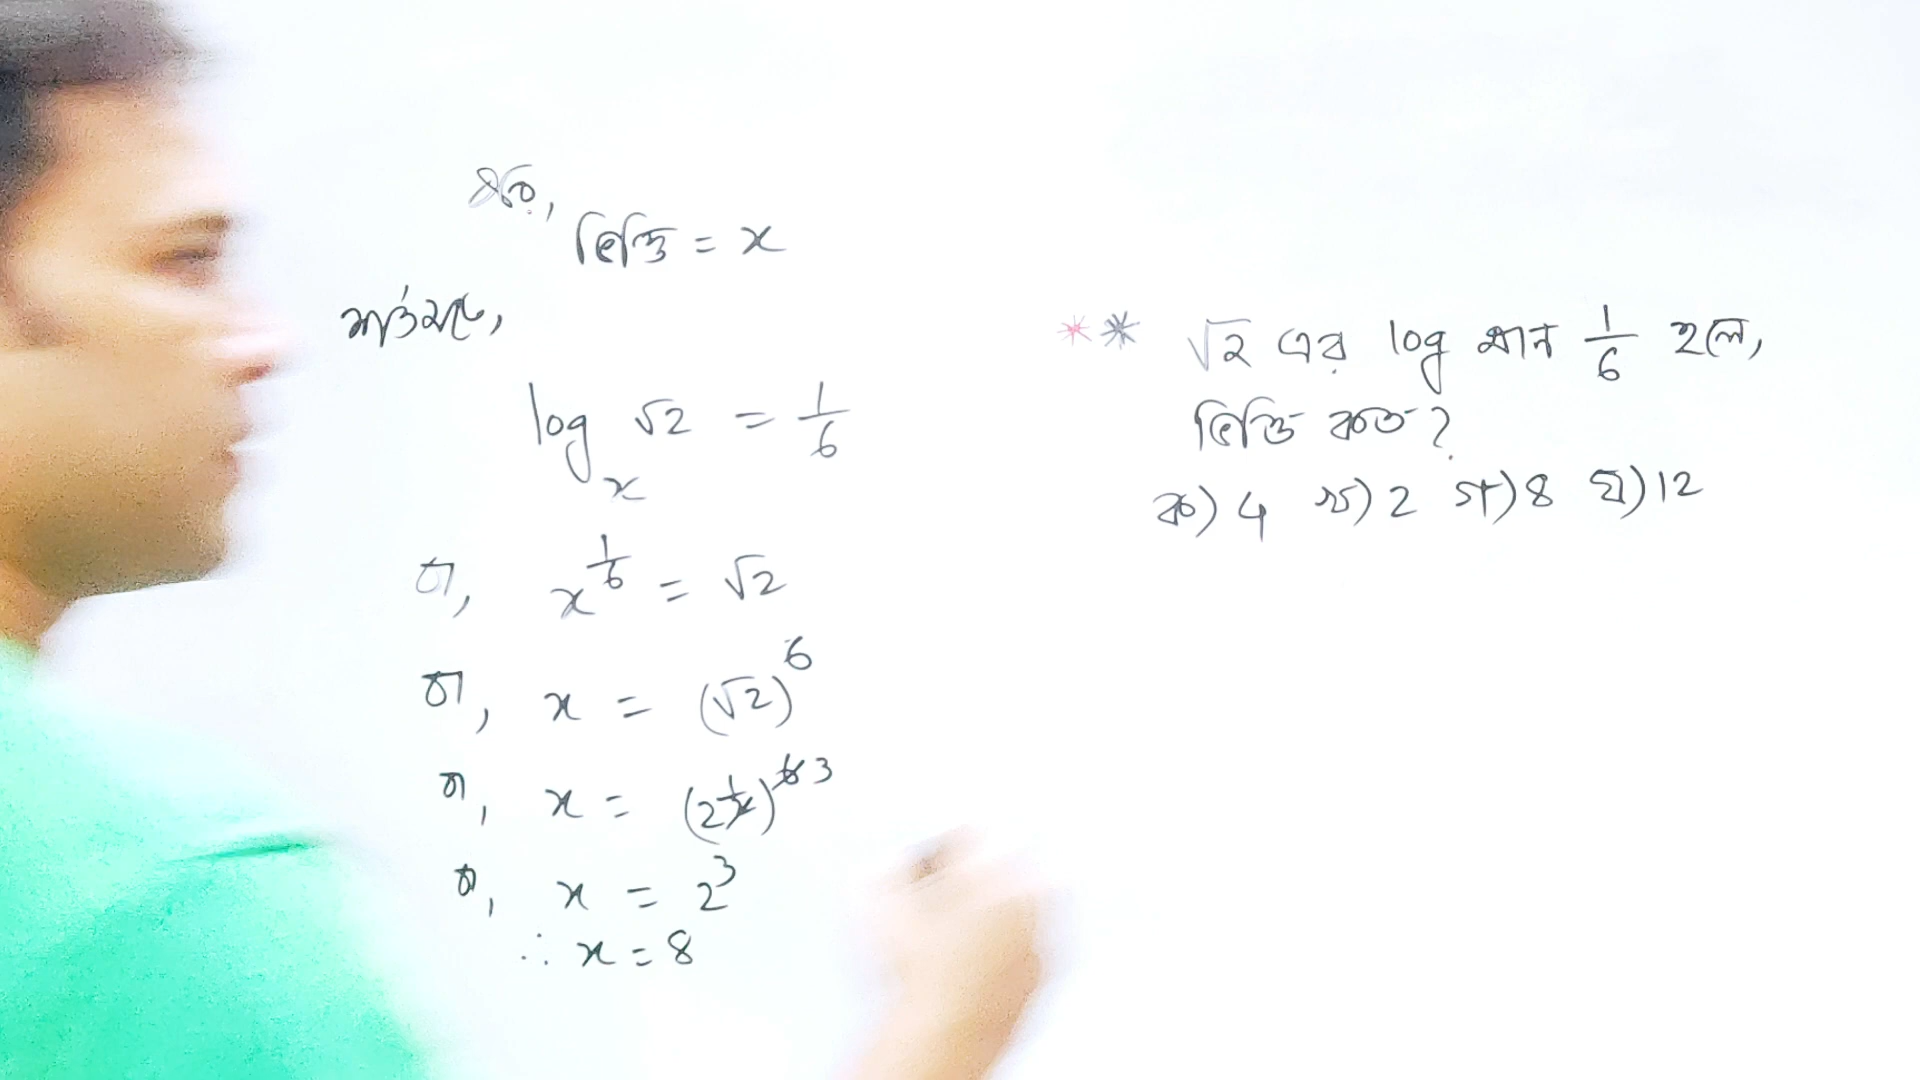 ধরি,
ভিত্তি = x
শর্তমতে,
log_x √2 = 1/6
বা, x^(1/6) = √2
বা, x = (√2)^6
বা, x = (2^(1/2))^6 3
বা, x = 2^3
∴ x = 8
** √২ এর log মান 1/6 হলে,
ভিত্তি কত?
ক) 4 খ) 2 গ) 8 ঘ) 12